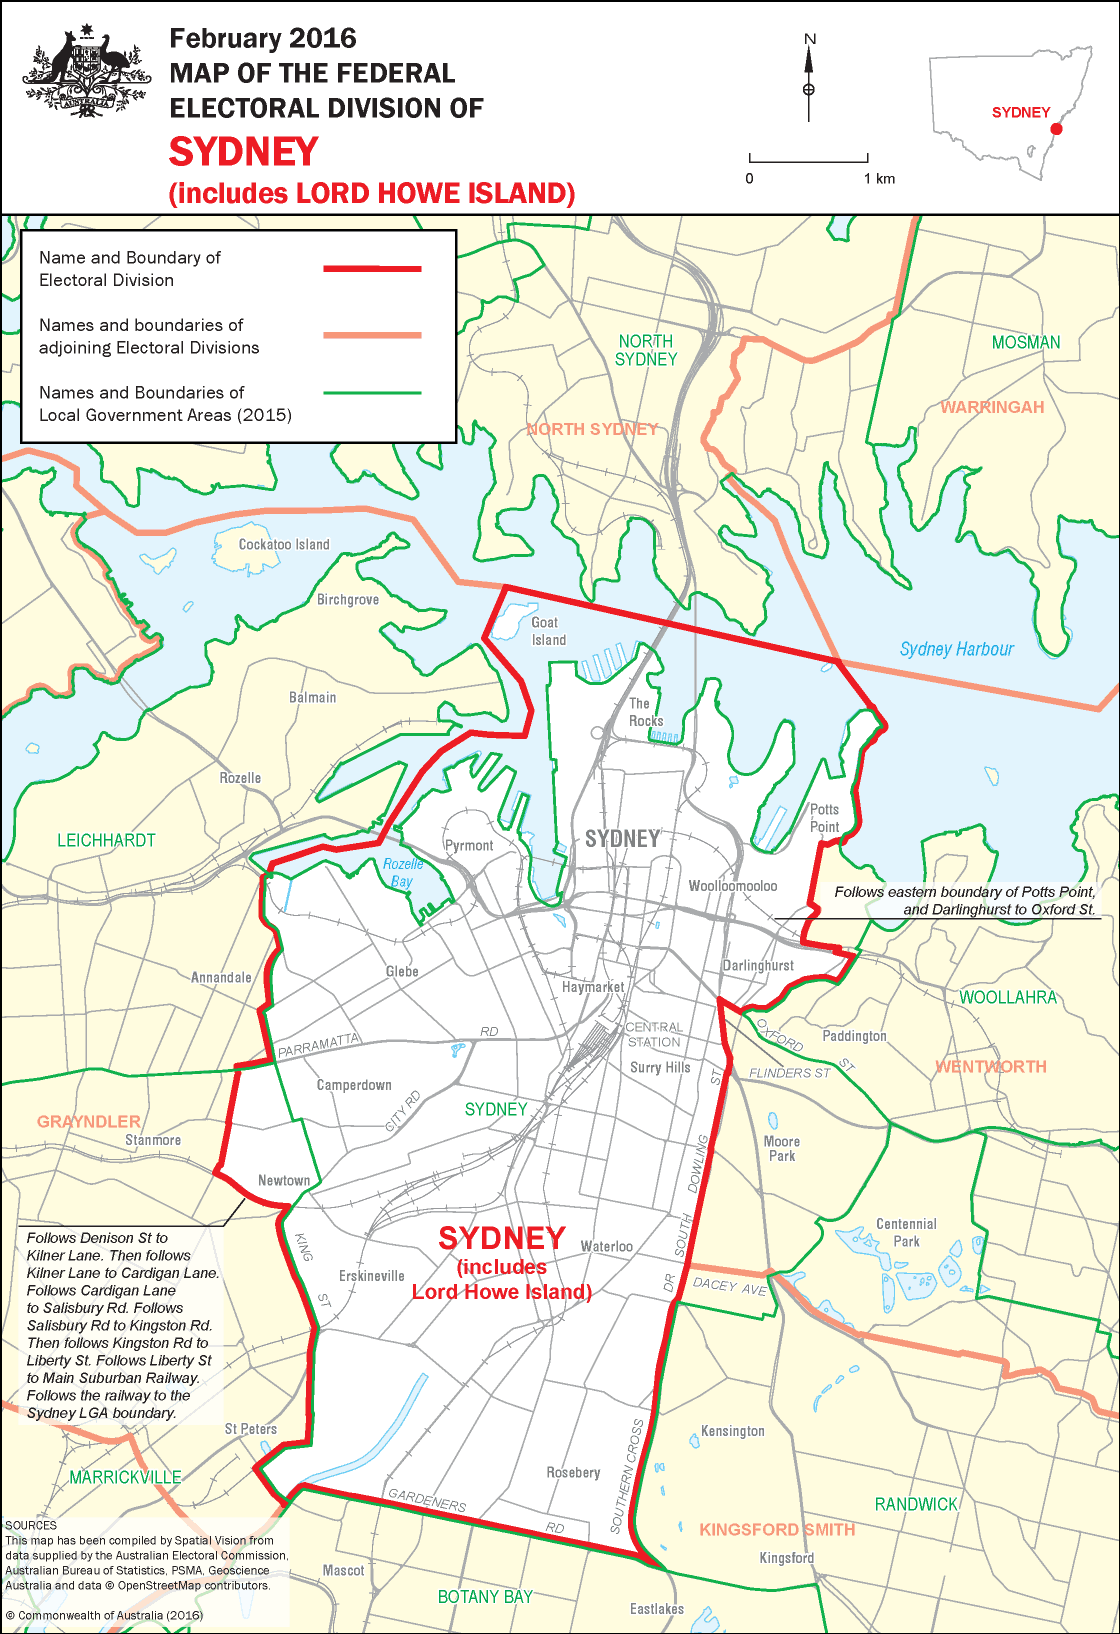 February 2016
MAP OF THE FEDERAL
ELECTORAL DIVISION OF
SYDNEY
(includes LORD HOWE ISLAND)
AUSTRALIA
N
0
1 km
SYDNEY
Name and Boundary of
Electoral Division
Names and boundaries of
adjoining Electoral Divisions
Names and Boundaries of
Local Government Areas (2015)
NORTH
SYDNEY
MOSMAN
WARRINGAH
NORTH SYDNEY
Cockatoo Island
Birchgrove
Goat
Island
Sydney Harbour
Balmain
The
Rocks
Rozelle
LEICHHARDT
Potts
Point
SYDNEY
Pyrmont
Rozelle
Bay
Woolloomooloo
Follows eastern boundary of Potts Point,
and Darlinghurst to Oxford St.
Annandale
Glebe
Darlinghurst
Haymarket
WOOLLAHRA
PARRAMATTA
RD
CENTRAL
STATION
OXFORD
ST
Paddington
Surry Hills
ST
FLINDERS ST
WENTWORTH
Camperdown
CITY RD
SYDNEY
GRAYNDLER
Stanmore
Moore
Park
Newtown
DOWLING
SOUTH
DR
Centennial
Park
Follows Denison St to
Kilner Lane. Then follows
Kilner Lane to Cardigan Lane.
Follows Cardigan Lane
to Salisbury Rd. Follows
Salisbury Rd to Kingston Rd.
Then follows Kingston Rd to
Liberty St. Follows Liberty St
to Main Suburban Railway.
Follows the railway to the
Sydney LGA boundary.
KING
ST
SYDNEY
(includes
Lord Howe Island)
Waterloo
Erskineville
DACEY AVE
St Peters
Kensington
MARRICKVILLE
Rosebery
SOUTHERN CROSS
GARDENERS
RD
RANDWICK
KINGSFORD SMITH
Kingsford
Mascot
BOTANY BAY
Eastlakes
SOURCES
This map has been compiled by Spatial Vision from
data supplied by the Australian Electoral Commission,
Australian Bureau of Statistics, PSMA, Geoscience
Australia and data © OpenStreetMap contributors.
© Commonwealth of Australia (2016)